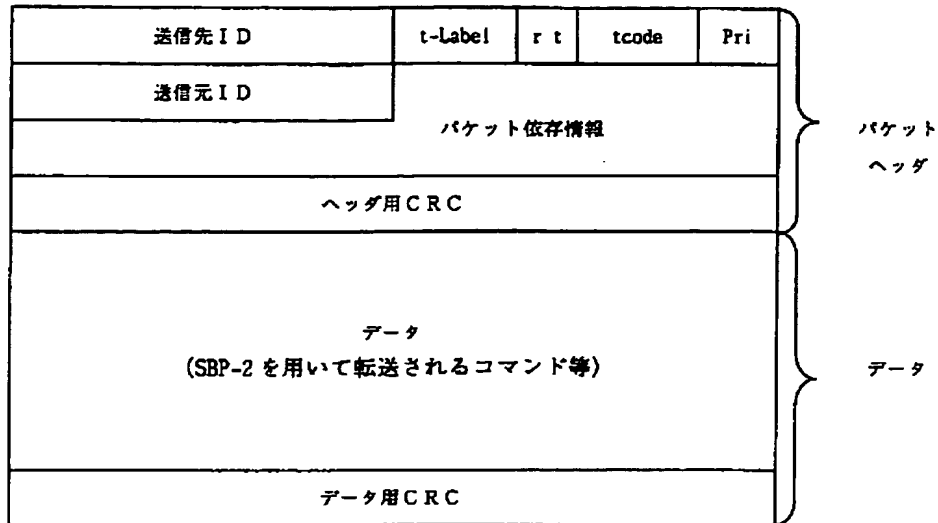 送信先ID t-Label rt tcode Pri
送信元ID
パケット依存情報
パケット
ヘッダ
ヘッダ用CRC
データ
(SBP-2を用いて転送されるコマンド等)
データ
データ用CRC